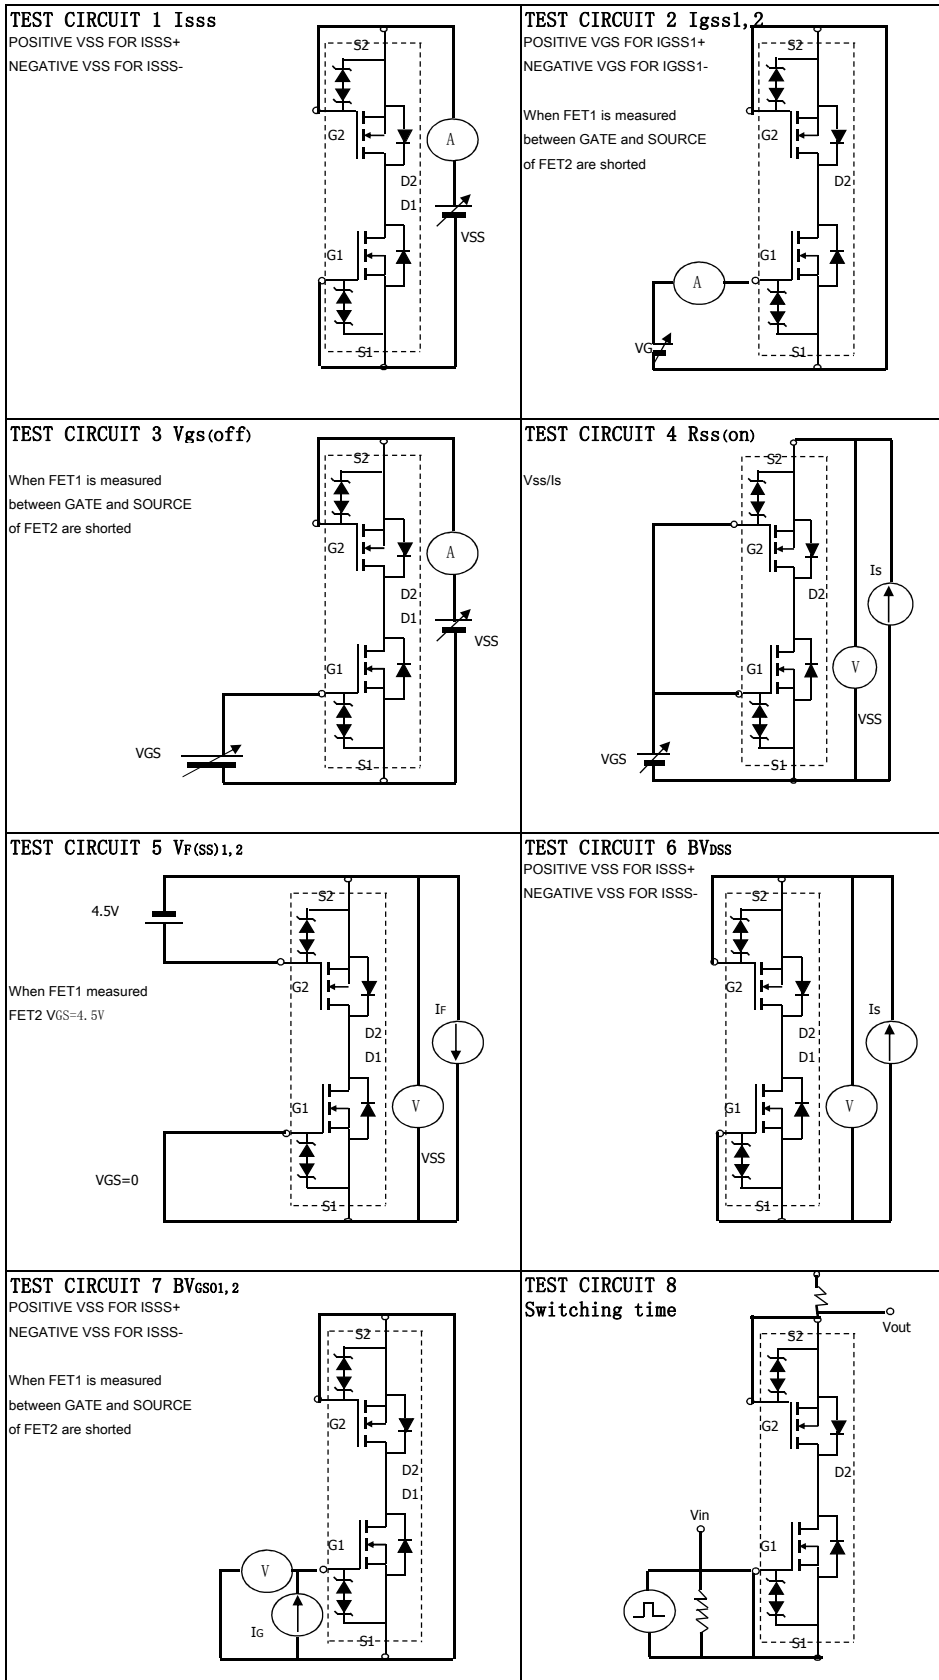 TEST CIRCUIT 1 Isss
POSITIVE VSS FOR ISSS+
NEGATIVE VSS FOR ISSS-
S2
G2
A
D2
D1
VSS
G1
S1
TEST CIRCUIT 2 Igss1,2
POSITIVE VGS FOR IGSS1+
NEGATIVE VGS FOR IGSS1-
When FET1 is measured
between GATE and SOURCE
of FET2 are shorted
S2
G2
D2
G1
A
VG
S1
TEST CIRCUIT 3 Vgs(off)
When FET1 is measured
between GATE and SOURCE
of FET2 are shorted
S2
G2
A
D2
D1
VSS
G1
VGS
S1
TEST CIRCUIT 4 Rss(on)
Vss/Is
S2
G2
Is
D2
G1
V
VSS
VGS
S1
TEST CIRCUIT 5 VF(SS)1,2
4.5V
When FET1 measured
FET2 VGS=4.5V
S2
G2
IF
D2
D1
G1
V
VSS
VGS=0
S1
TEST CIRCUIT 6 BVDSS
POSITIVE VSS FOR ISSS+
NEGATIVE VSS FOR ISSS-
S2
G2
Is
D2
D1
G1
V
VSS
S1
TEST CIRCUIT 7 BVGSO1,2
POSITIVE VSS FOR ISSS+
NEGATIVE VSS FOR ISSS-
When FET1 is measured
between GATE and SOURCE
of FET2 are shorted
S2
G2
D2
D1
G1
V
IG
S1
TEST CIRCUIT 8
Switching time
Vout
S2
G2
D2
Vin
G1
S1